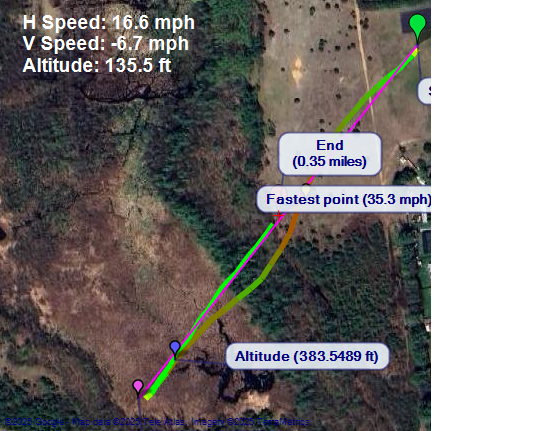 H Speed: 16.6 mph
V Speed: -6.7 mph
Altitude: 135.5 ft
S
End
(0.35 miles)
Fastest point (35.3 mph)
Altitude (383.5489 ft)